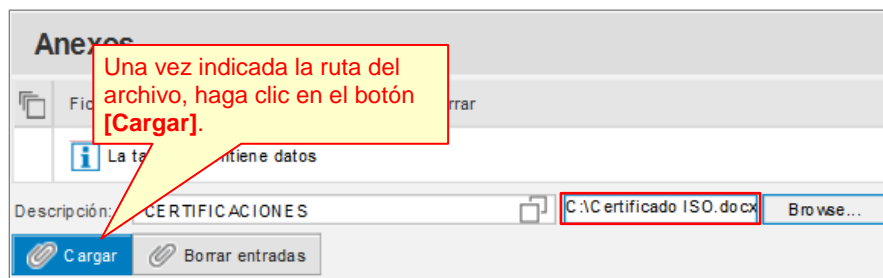 Anexos
Una vez indicada la ruta del
archivo, haga clic en el botón
[Cargar].
La ta ntiene datos
Descripción: CERTIFICACIONES C:\Certificado ISO.docx Browse...
Cargar Borrar entradas